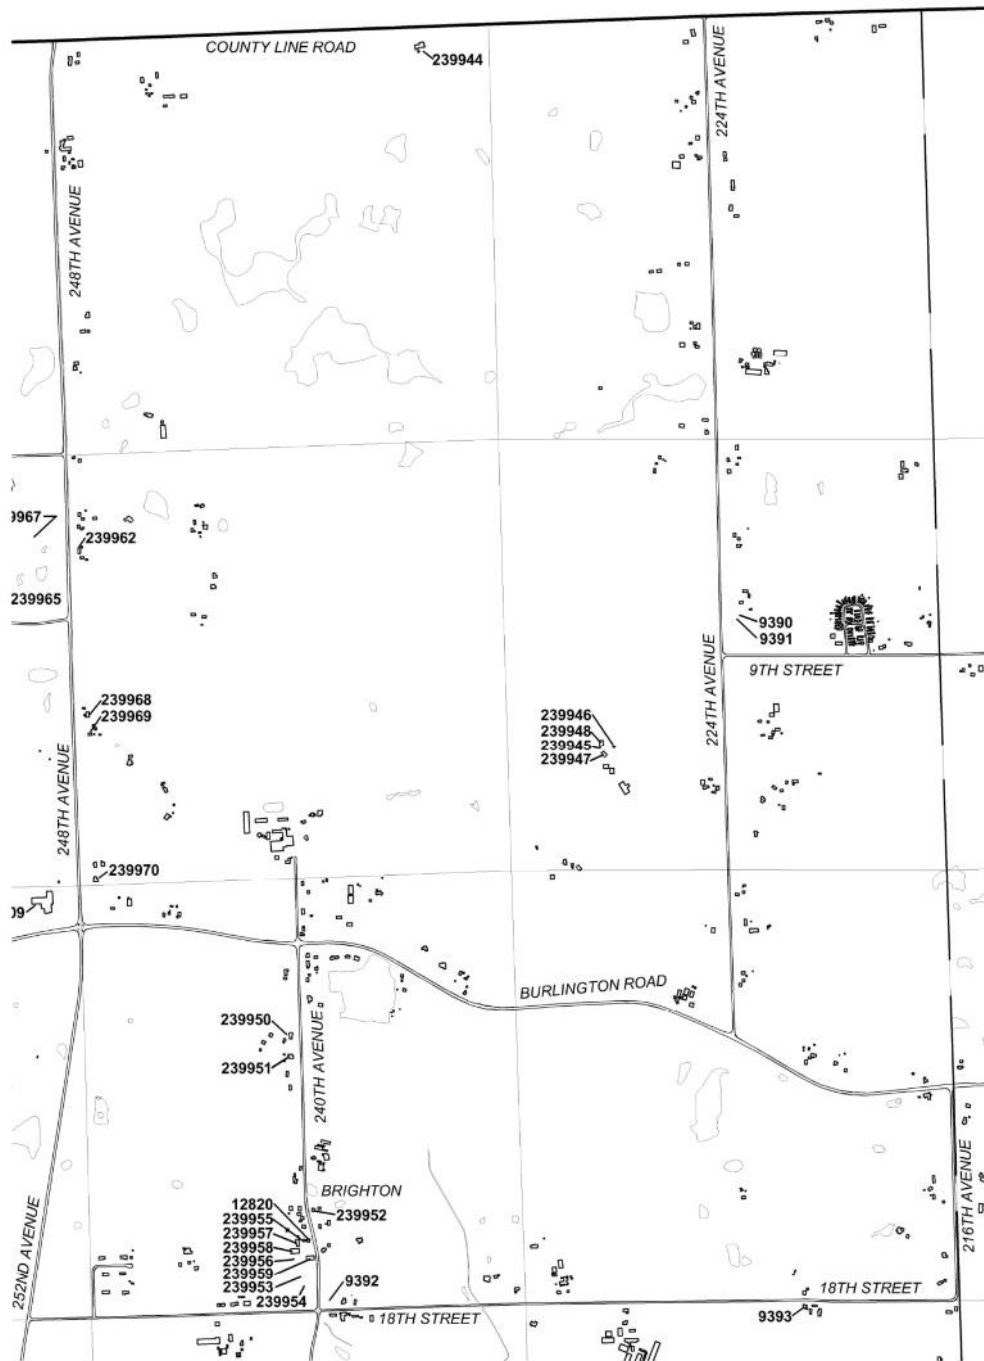 COUNTY LINE ROAD
239944
224TH AVENUE
248TH AVENUE
9967
239962
239965
9390
9391
9TH STREET
224TH AVENUE
239968
239969
239946
239948
239945
239947
248TH AVENUE
239970
09
BURLINGTON ROAD
239950
239951
240TH AVENUE
BRIGHTON
12820
239955
239952
239957
239958
239956
239959
239953
239954
9392
252ND AVENUE
216TH AVENUE
18TH STREET
18TH STREET
9393